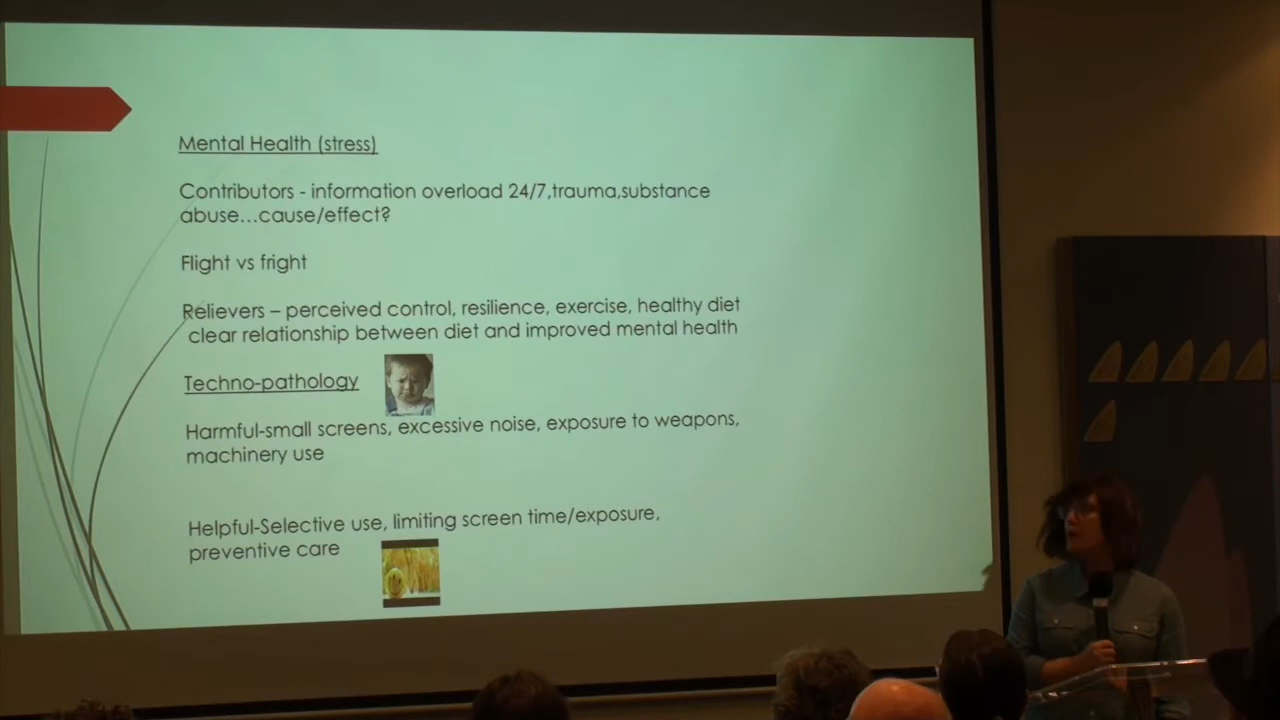 Mental Health (stress)
Contributors - information overload 24/7,trauma,substance
abuse...cause/effect?
Flight vs fright
Relievers – perceived control, resilience, exercise, healthy diet
clear relationship between diet and improved mental health
Techno-pathology
Harmful-small screens, excessive noise, exposure to weapons,
machinery use
Helpful-Selective use, limiting screen time/exposure,
preventive care